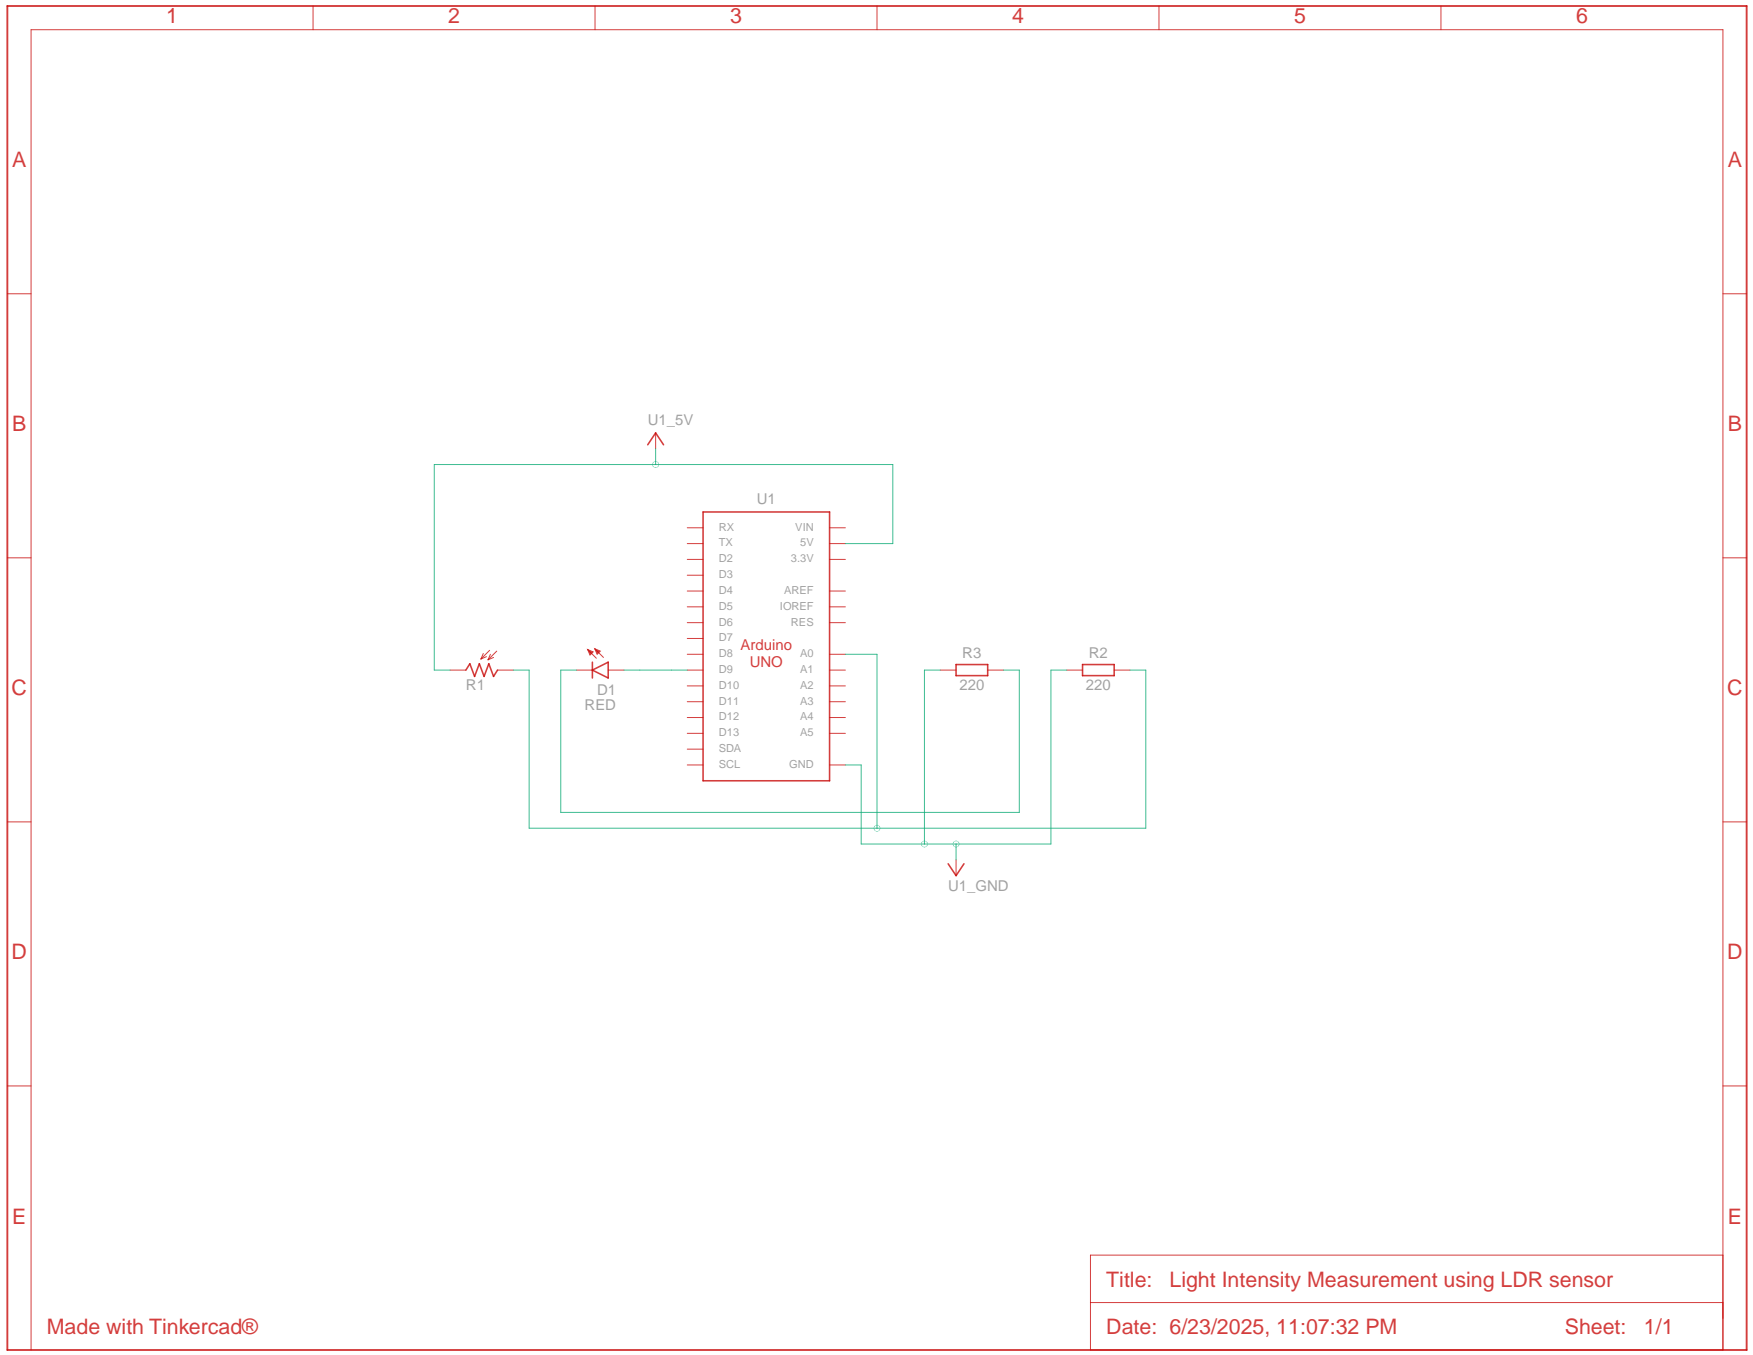 1 2 3 4 5 6
A A
B B
U1_5V
U1
RX VIN
TX 5V
D2 3.3V
D3
D4 AREF
D5 IOREF
D6 RES
D7
Arduino
UNO
D8 A0
D9 A1
D10 A2
D11 A3
D12 A4
D13 A5
SDA
SCL GND
C C
R1
D1
RED
R3
220
R2
220
U1_GND
D D
E E
Title: Light Intensity Measurement using LDR sensor
Made with Tinkercad®
Date: 6/23/2025, 11:07:32 PM Sheet: 1/1